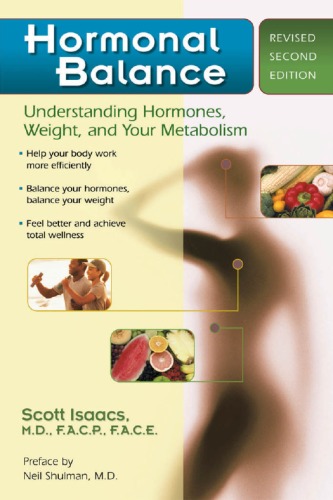 Hormonal
Balance
REVISED
SECOND
EDITION
Understanding Hormones,
Weight, and Your Metabolism
• Help your body work
more efficiently
• Balance your hormones,
balance your weight
• Feel better and achieve
total wellness
Scott Isaacs,
M.D., F.A.C.P., F.A.C.E.
Preface by
Neil Shulman, M.D.